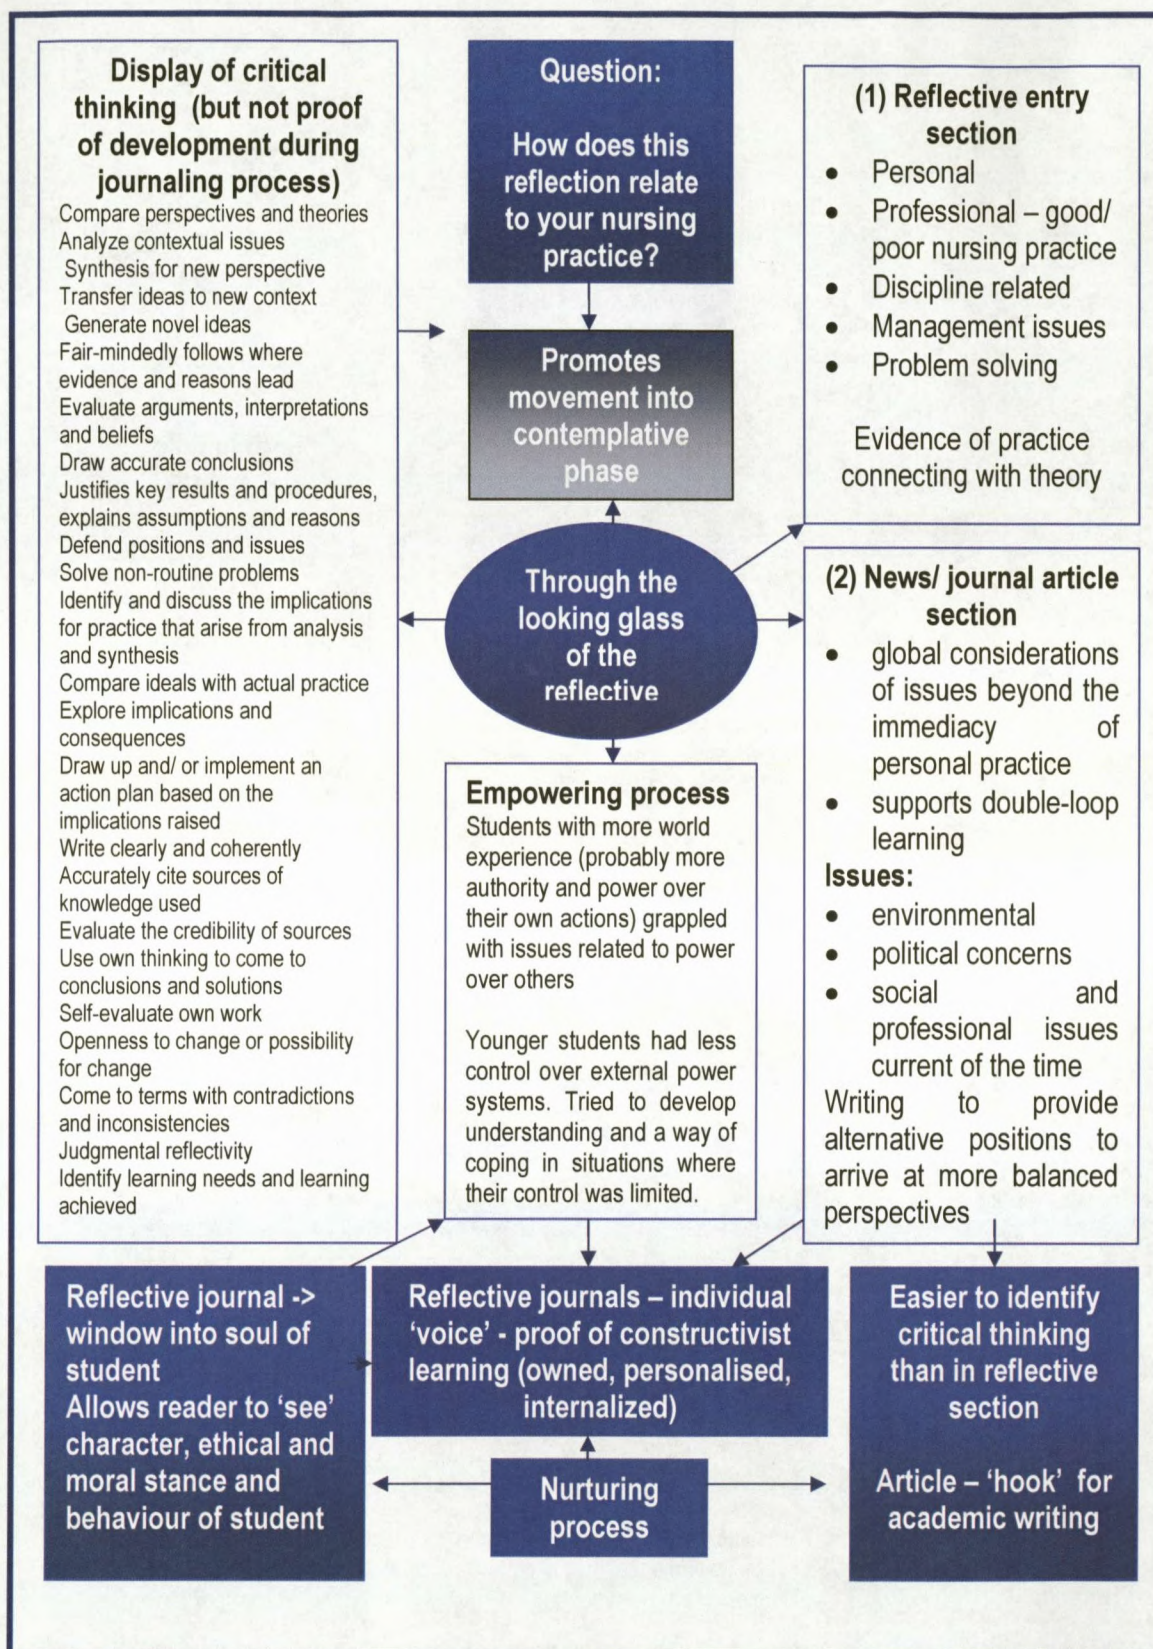 Display of critical
thinking (but not proof
of development during
journaling process)
Compare perspectives and theories
Analyze contextual issues
Synthesis for new perspective
Transfer ideas to new context
Generate novel ideas
Fair-mindedly follows where
evidence and reasons lead
Evaluate arguments, interpretations
and beliefs
Draw accurate conclusions
Justifies key results and procedures,
explains assumptions and reasons
Defend positions and issues
Solve non-routine problems
Identify and discuss the implications
for practice that arise from analysis
and synthesis
Compare ideals with actual practice
Explore implications and
consequences
Draw up and/ or implement an
action plan based on the
implications raised
Write clearly and coherently
Accurately cite sources of
knowledge used
Evaluate the credibility of sources
Use own thinking to come to
conclusions and solutions
Self-evaluate own work
Openness to change or possibility
for change
Come to terms with contradictions
and inconsistencies
Judgmental reflectivity
Identify learning needs and learning
achieved
Question:
How does this
reflection relate
to your nursing
practice?
Promotes
movement into
contemplative
phase
Through the
looking glass
of the
reflective
Empowering process
Students with more world
experience (probably more
authority and power over
their own actions) grappled
with issues related to power
over others
Younger students had less
control over external power
systems. Tried to develop
understanding and a way of
coping in situations where
their control was limited.
(1) Reflective entry
section
• Personal
• Professional – good/
poor nursing practice
• Discipline related
• Management issues
• Problem solving
Evidence of practice
connecting with theory
(2) News/ journal article
section
• global considerations
of issues beyond the
immediacy of
personal practice
• supports double-loop
learning
Issues:
• environmental
• political concerns
• social and
professional issues
current of the time
Writing to provide
alternative positions to
arrive at more balanced
perspectives
Reflective journal ->
window into soul of
student
Allows reader to ‘see’
character, ethical and
moral stance and
behaviour of student
Reflective journals – individual
‘voice’ - proof of constructivist
learning (owned, personalised,
internalized)
Nurturing
process
Easier to identify
critical thinking
than in reflective
section
Article – ‘hook’ for
academic writing